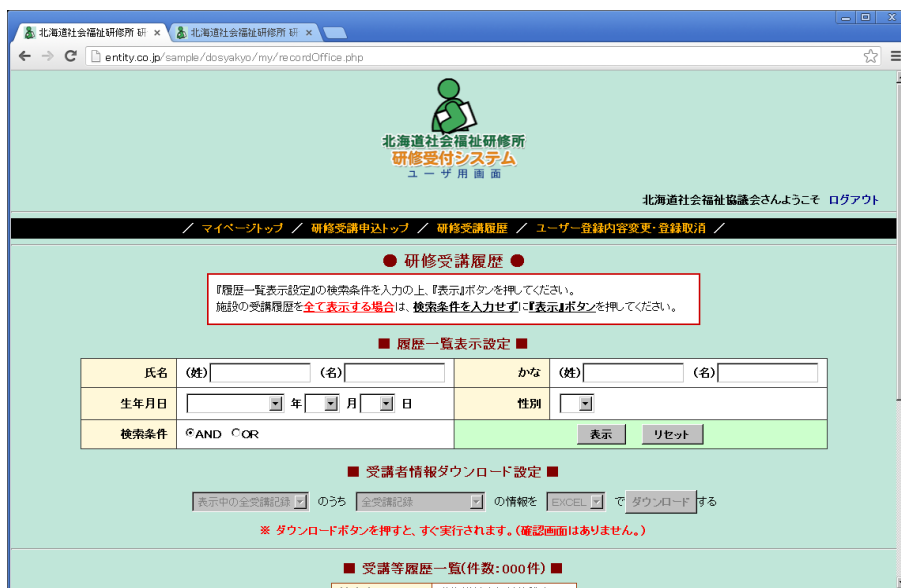 北海道社会福祉研修所 研 × 北海道社会福祉研修所 研 ×
entity.co.jp/sample/dosyakyo/my/recordOffice.php
北海道社会福祉研修所
研修受付システム
ユーザ用画面
北海道社会福祉協議会さんようこそ ログアウト
／ マイページトップ ／ 研修受講申込トップ ／ 研修受講履歴 ／ ユーザー登録内容変更・登録取消 ／
● 研修受講履歴 ●
『履歴一覧表示設定』の検索条件を入力の上、『表示』ボタンを押してください。
施設の受講履歴を全て表示する場合は、検索条件を入力せずに『表示』ボタンを押してください。
■ 履歴一覧表示設定 ■
氏名 (姓) (名) かな (姓) (名)
生年月日 年 月 日 性別
検索条件 AND OR 表示 リセット
■ 受講者情報ダウンロード設定 ■
表示中の全受講記録 のうち 全受講記録 の情報を EXCEL で ダウンロード する
※ ダウンロードボタンを押すと、すぐ実行されます。(確認画面はありません。)
■ 受講等履歴一覧(件数:000件) ■